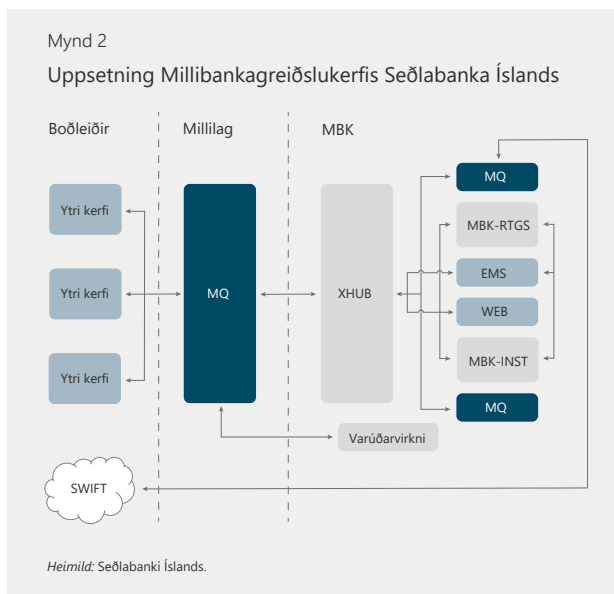 Mynd 2
Uppsetning Millibankagreiðslukerfis Seðlabanka Íslands
Boðleiðir
Millilag
MBK
Ytri kerfi
Ytri kerfi
Ytri kerfi
MQ
XHUB
MQ
MBK-RTGS
EMS
WEB
MBK-INST
MQ
Varúðarvirkni
SWIFT
Heimild: Seðlabanki Íslands.